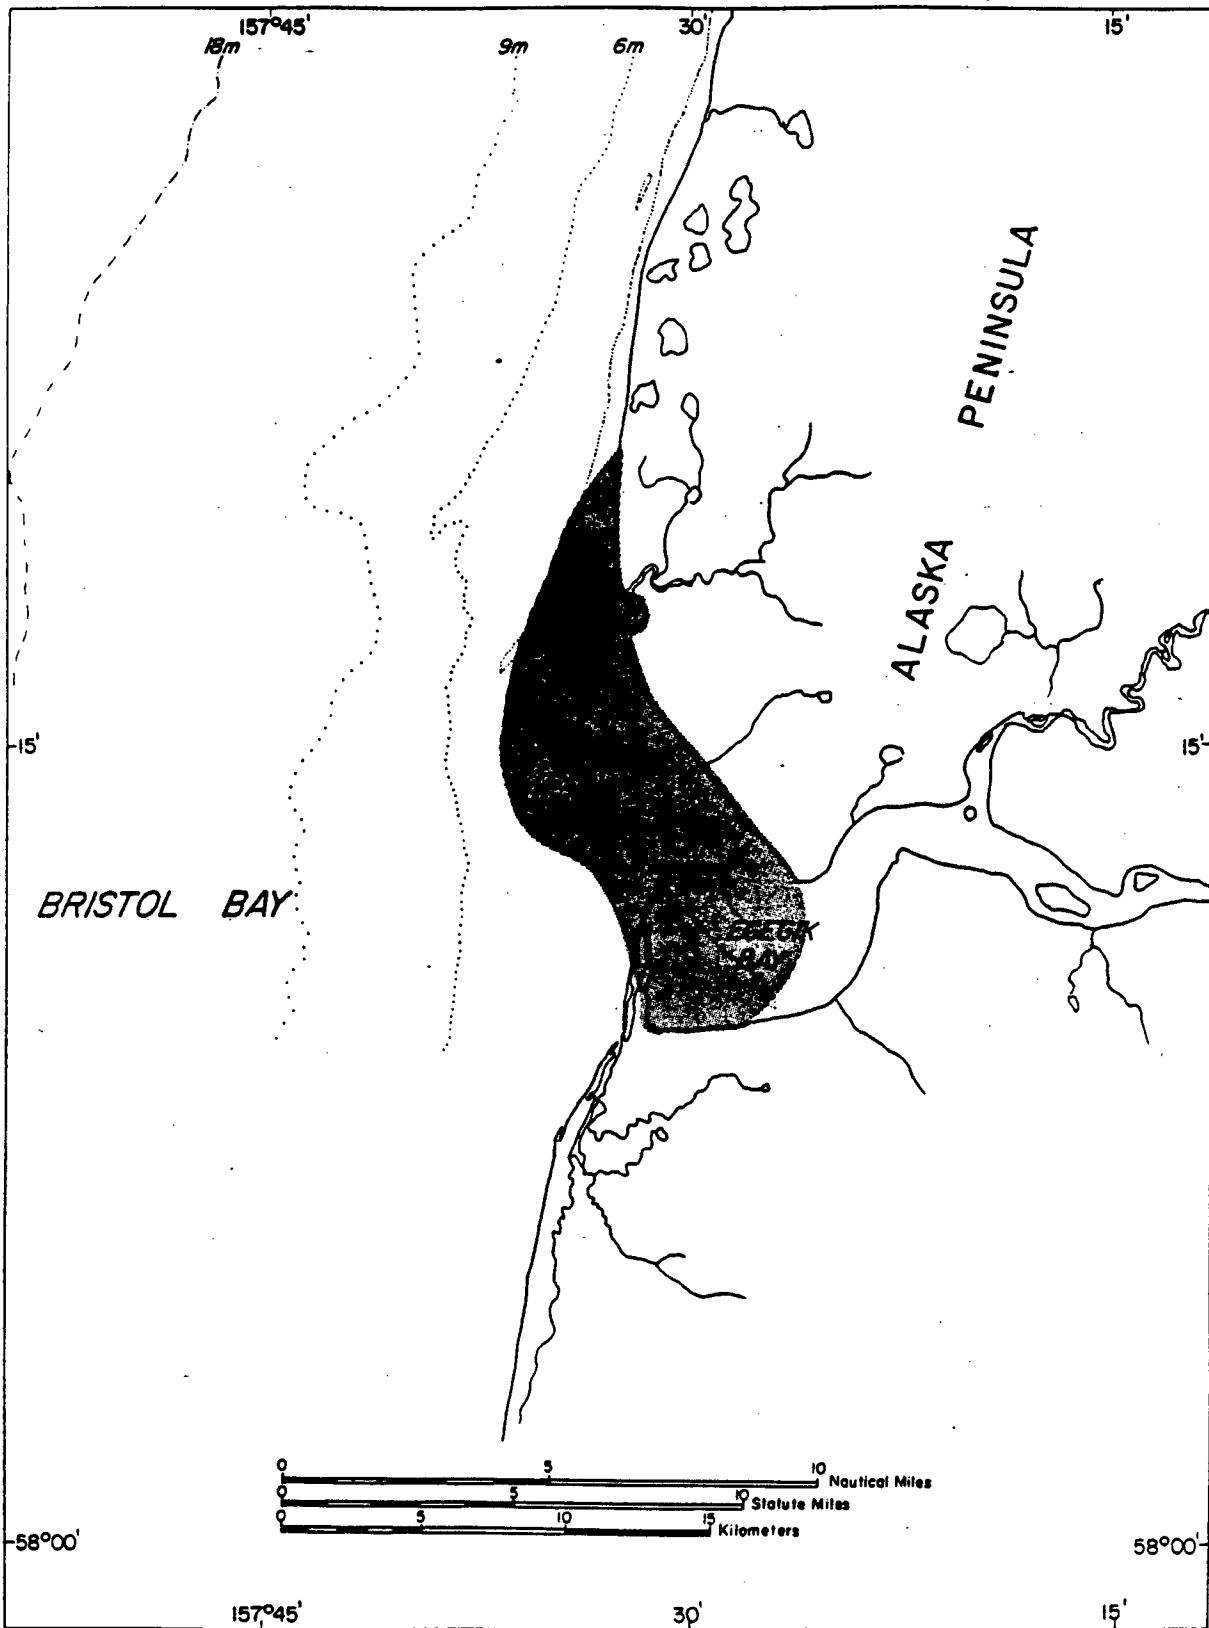 157°45' 30' 15'
18m 9m 6m
PENINSULA
ALASKA
15' 15'
BRISTOL BAY
EGEGIK
BAY
0 5 10 Nautical Miles
0 5 10 Statute Miles
0 5 10 15 Kilometers
58°00' 58°00'
157°45' 30' 15'